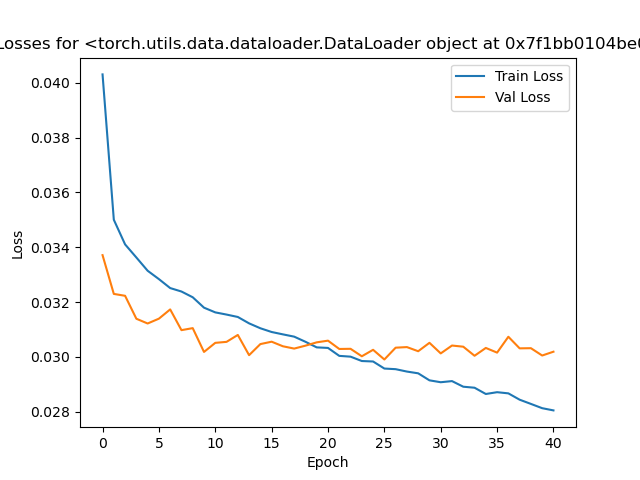 Losses for <torch.utils.data.dataloader.DataLoader object at 0x7f1bb0104be0
Train Loss
Val Loss
0.040
0.038
0.036
0.034
0.032
0.030
0.028
Loss
0 5 10 15 20 25 30 35 40
Epoch